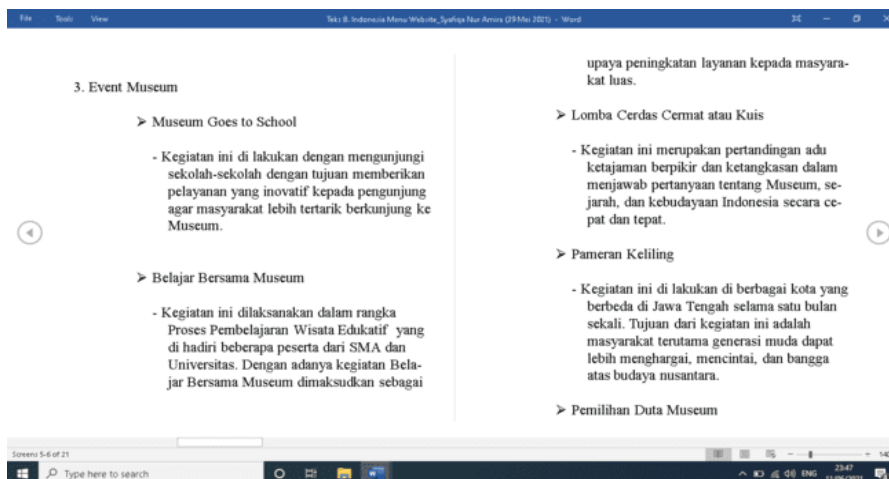 File Tools View
Teks B. Indonesia Menu Website_Syafiqa Nur Amira (29 Mei 2021) - Word
3. Event Museum
➢ Museum Goes to School
- Kegiatan ini di lakukan dengan mengunjungi
sekolah-sekolah dengan tujuan memberikan
pelayanan yang inovatif kepada pengunjung
agar masyarakat lebih tertarik berkunjung ke
Museum.
➢ Belajar Bersama Museum
- Kegiatan ini dilaksanakan dalam rangka
Proses Pembelajaran Wisata Edukatif yang
di hadiri beberapa peserta dari SMA dan
Universitas. Dengan adanya kegiatan Bela-
jar Bersama Museum dimaksudkan sebagai
upaya peningkatan layanan kepada masyara-
kat luas.
➢ Lomba Cerdas Cermat atau Kuis
- Kegiatan ini merupakan pertandingan adu
ketajaman berpikir dan ketangkasan dalam
menjawab pertanyaan tentang Museum, se-
jarah, dan kebudayaan Indonesia secara ce-
pat dan tepat.
➢ Pameran Keliling
- Kegiatan ini di lakukan di berbagai kota yang
berbeda di Jawa Tengah selama satu bulan
sekali. Tujuan dari kegiatan ini adalah
masyarakat terutama generasi muda dapat
lebih menghargai, mencintai, dan bangga
atas budaya nusantara.
➢ Pemilihan Duta Museum
Screens 5-6 of 21
Type here to search
ENG
23:47